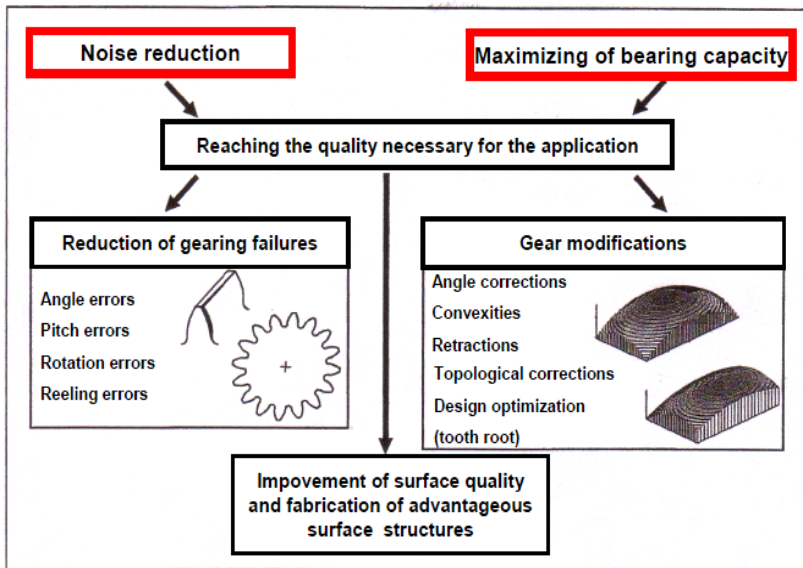 Noise reduction
Maximizing of bearing capacity
Reaching the quality necessary for the application
Reduction of gearing failures
Angle errors
Pitch errors
Rotation errors
Reeling errors
Gear modifications
Angle corrections
Convexities
Retractions
Topological corrections
Design optimization
(tooth root)
Impovement of surface quality
and fabrication of advantageous
surface structures